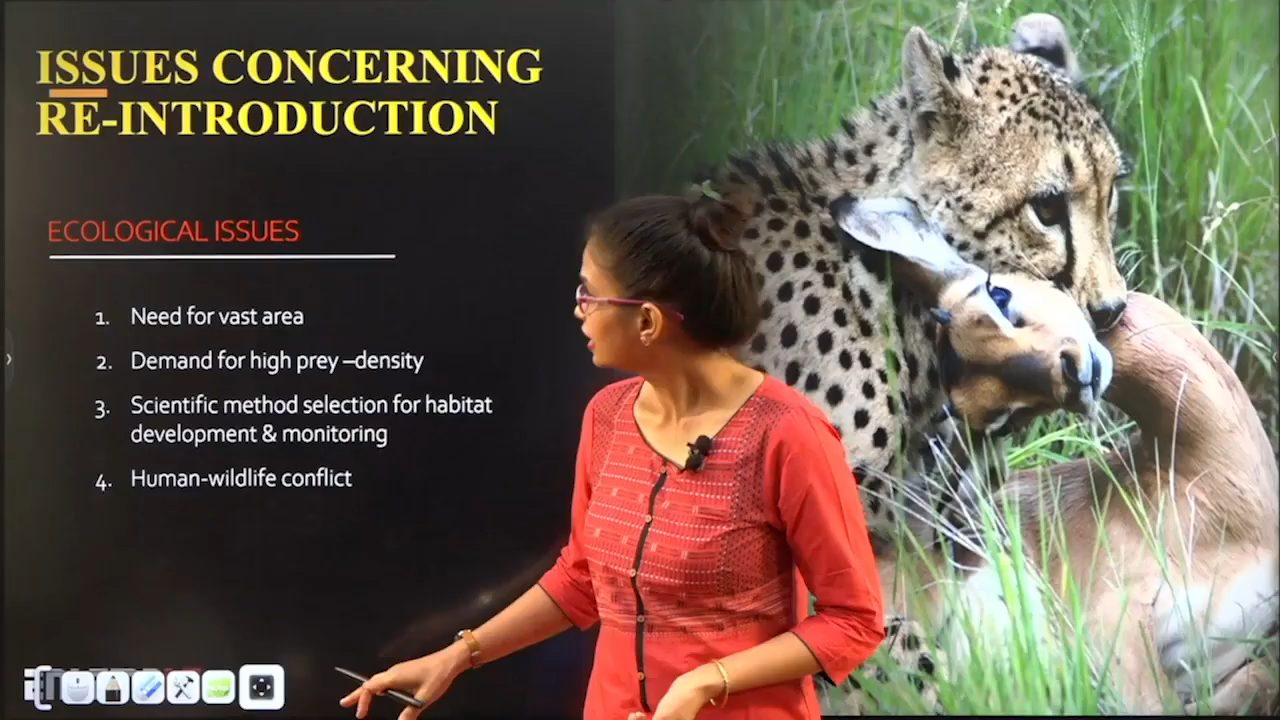 ISSUES CONCERNING
RE-INTRODUCTION
ECOLOGICAL ISSUES
1. Need for vast area
2. Demand for high prey –density
3. Scientific method selection for habitat
development & monitoring
4. Human-wildlife conflict